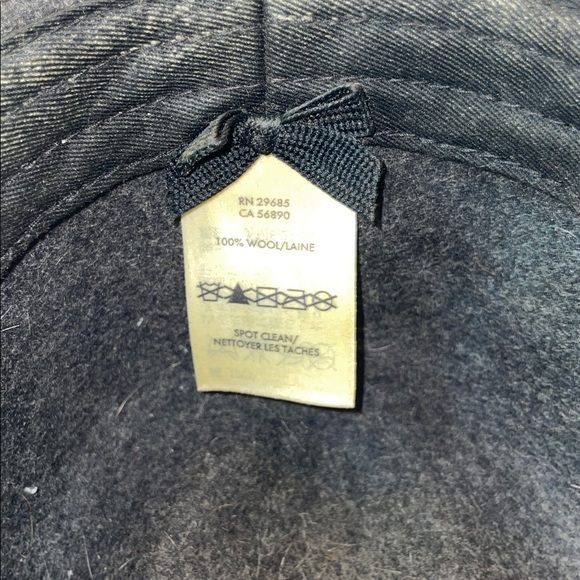 RN 29685
CA 56890
100% WOOL/LAINE
SPOT CLEAN/
NETTOYER LES TACHES